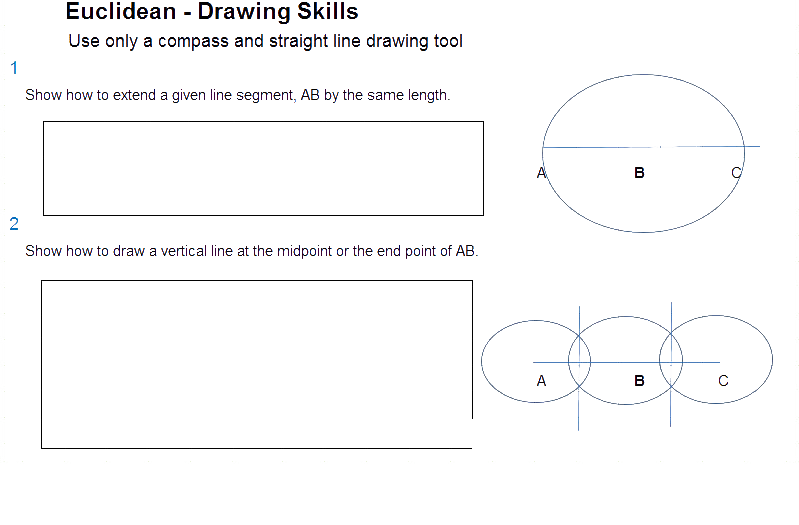 Euclidean - Drawing Skills
Use only a compass and straight line drawing tool
1
Show how to extend a given line segment, AB by the same length.
A B C
2
Show how to draw a vertical line at the midpoint or the end point of AB.
A B C